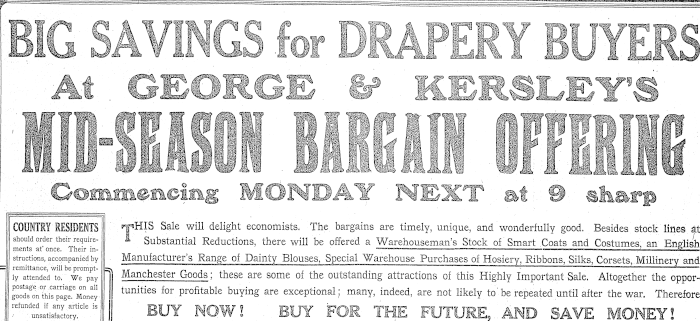 BIG SAVINGS for DRAPERY BUYERS
At GEORGE & KERSLEY'S
MID-SEASON BARGAIN OFFERING
Commencing MONDAY NEXT at 9 sharp
COUNTRY RESIDENTS
should order their require-
ments at once. Their in-
structions, accompanied by
remittance, will be prompt-
ly attended to. We pay
postage or carriage on all
goods on this page. Money
refunded if any article is
unsatisfactory.
THIS Sale will delight economists. The bargains are timely, unique, and wonderfully good. Besides stock lines at
Substantial Reductions, there will be offered a Warehouseman's Stock of Smart Coats and Costumes, an English
Manufacturer's Range of Dainty Blouses, Special Warehouse Purchases of Hosiery, Ribbons, Silks, Corsets, Millinery and
Manchester Goods; these are some of the outstanding attractions of this Highly Important Sale. Altogether the oppor-
tunities for profitable buying are exceptional; many, indeed, are not likely to be repeated until after the war. Therefore
BUY NOW! BUY FOR THE FUTURE, AND SAVE MONEY!